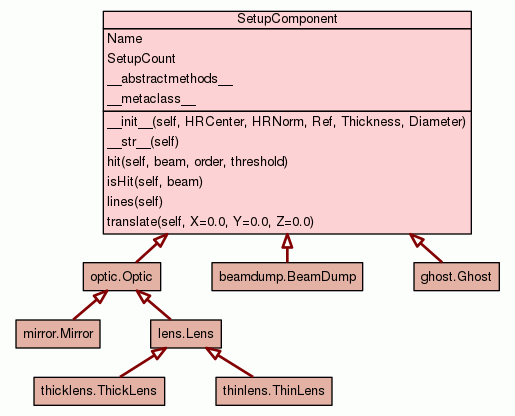 SetupComponent
Name
SetupCount
__abstractmethods__
__metaclass__
__init__(self, HRCenter, HRNorm, Ref, Thickness, Diameter)
__str__(self)
hit(self, beam, order, threshold)
isHit(self, beam)
lines(self)
translate(self, X=0.0, Y=0.0, Z=0.0)
optic.Optic
beamdump.BeamDump
ghost.Ghost
mirror.Mirror
lens.Lens
thicklens.ThickLens
thinlens.ThinLens